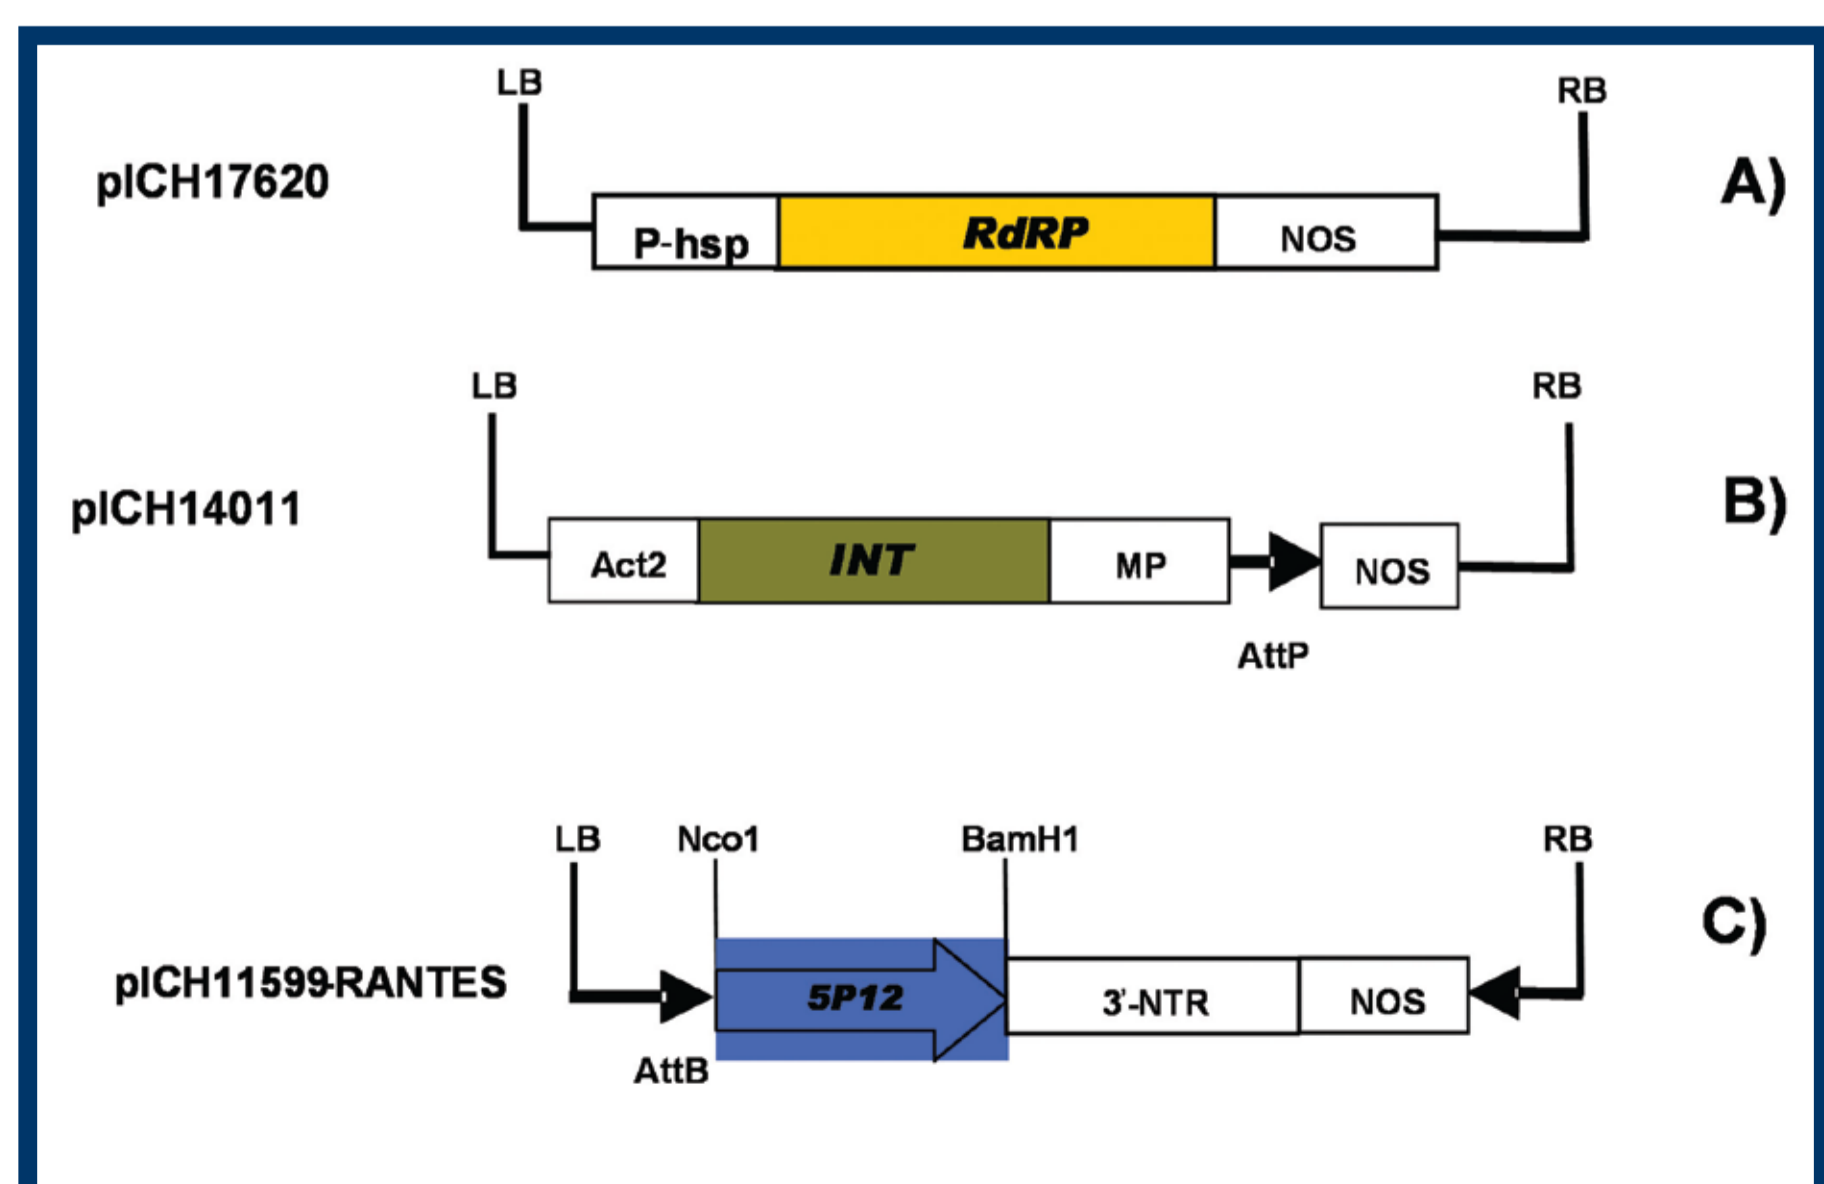 LB
RB
pICH17620
A)
P-hsp
RdRP
NOS
LB
RB
pICH14011
B)
Act2
INT
MP
NOS
AttP
LB
Nco1
BamH1
RB
C)
pICH11599-RANTES
5P12
3'-NTR
NOS
AttB